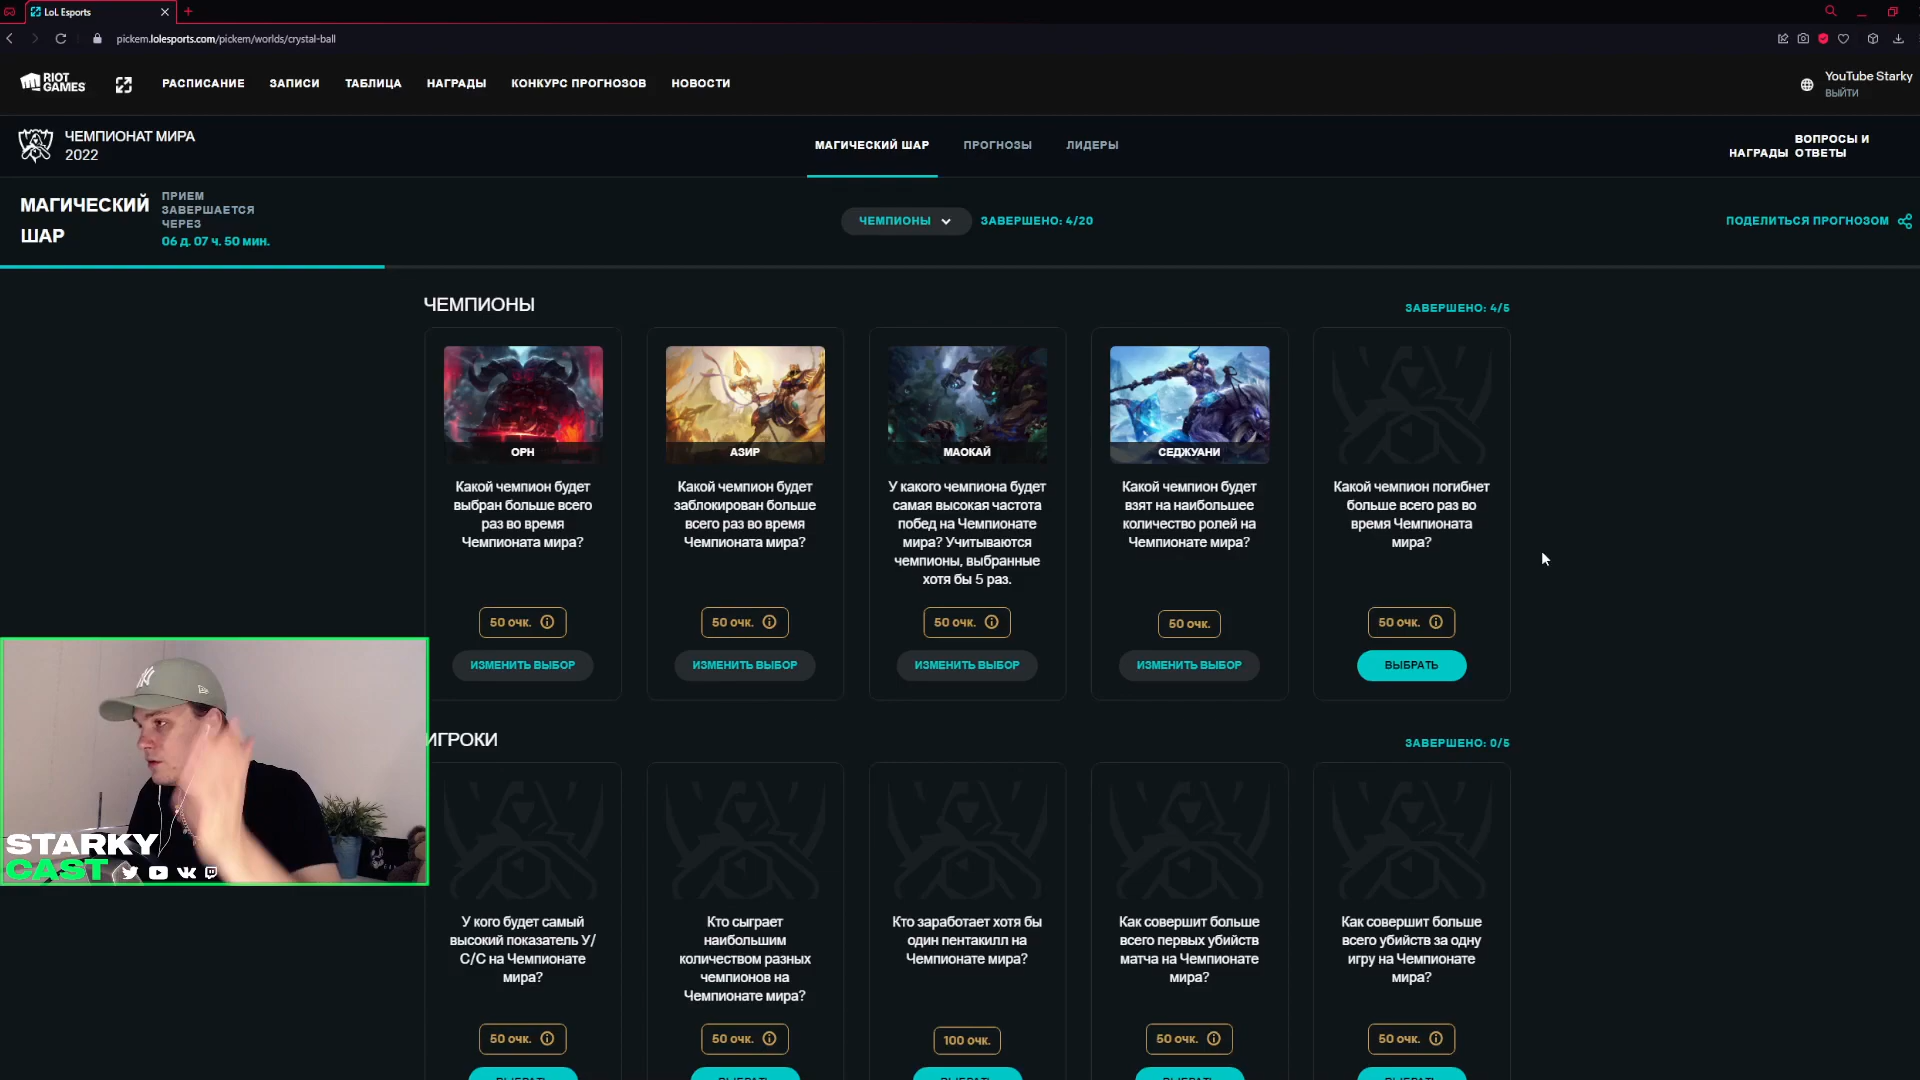 LoL Esports
pickem.lolesports.com/pickem/worlds/crystal-ball
RIOT GAMES
РАСПИСАНИЕ
ЗАПИСИ
ТАБЛИЦА
НАГРАДЫ
КОНКУРС ПРОГНОЗОВ
НОВОСТИ
YouTube Starky
ВЫЙТИ
ЧЕМПИОНАТ МИРА
2022
МАГИЧЕСКИЙ ШАР
ПРОГНОЗЫ
ЛИДЕРЫ
НАГРАДЫ
ВОПРОСЫ И
ОТВЕТЫ
МАГИЧЕСКИЙ
ШАР
ПРИЕМ
ЗАВЕРШАЕТСЯ
ЧЕРЕЗ
06 д. 07 ч. 50 мин.
ЧЕМПИОНЫ
ЗАВЕРШЕНО: 4/20
ПОДЕЛИТЬСЯ ПРОГНОЗОМ
ЧЕМПИОНЫ
ЗАВЕРШЕНО: 4/5
ОРН
Какой чемпион будет
выбран больше всего
раз во время
Чемпионата мира?
50 очк.
ИЗМЕНИТЬ ВЫБОР
АЗИР
Какой чемпион будет
заблокирован больше
всего раз во время
Чемпионата мира?
50 очк.
ИЗМЕНИТЬ ВЫБОР
МАОКАЙ
У какого чемпиона будет
самая высокая частота
побед на Чемпионате
мира? Учитываются
чемпионы, выбранные
хотя бы 5 раз.
50 очк.
ИЗМЕНИТЬ ВЫБОР
СЕДЖУАНИ
Какой чемпион будет
взят на наибольшее
количество ролей на
Чемпионате мира?
50 очк.
ИЗМЕНИТЬ ВЫБОР
Какой чемпион погибнет
больше всего раз во
время Чемпионата
мира?
50 очк.
ВЫБРАТЬ
ИГРОКИ
ЗАВЕРШЕНО: 0/5
У кого будет самый
высокий показатель У/
С/С на Чемпионате
мира?
50 очк.
ВЫБРАТЬ
Кто сыграет
наибольшим
количеством разных
чемпионов на
Чемпионате мира?
50 очк.
ВЫБРАТЬ
Кто заработает хотя бы
один пентакилл на
Чемпионате мира?
100 очк.
ВЫБРАТЬ
Как совершит больше
всего первых убийств
матча на Чемпионате
мира?
50 очк.
ВЫБРАТЬ
Как совершит больше
всего убийств за одну
игру на Чемпионате
мира?
50 очк.
ВЫБРАТЬ
STARKY
CAST